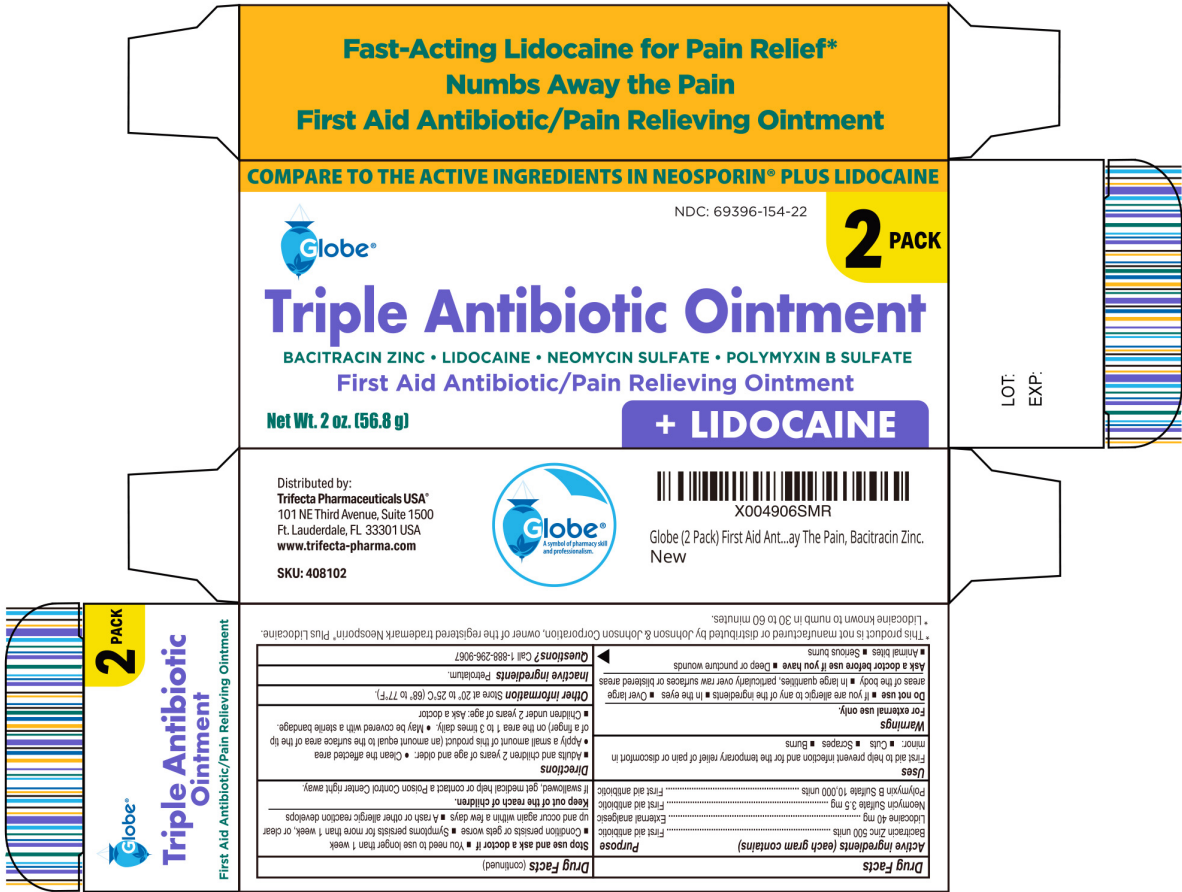 Fast-Acting Lidocaine for Pain Relief*
Numbs Away the Pain
First Aid Antibiotic/Pain Relieving Ointment
COMPARE TO THE ACTIVE INGREDIENTS IN NEOSPORIN® PLUS LIDOCAINE
NDC: 69396-154-22
2 PACK
Globe®
Triple Antibiotic Ointment
BACITRACIN ZINC • LIDOCAINE • NEOMYCIN SULFATE • POLYMYXIN B SULFATE
First Aid Antibiotic/Pain Relieving Ointment
Net Wt. 2 oz. (56.8 g)
+ LIDOCAINE
LOT:
EXP:
Distributed by:
Trifecta Pharmaceuticals USA®
101 NE Third Avenue, Suite 1500
Ft. Lauderdale, FL 33301 USA
www.trifecta-pharma.com
SKU: 408102
Globe®
A symbol of pharmacy skill
and professionalism.
X004906SMR
Globe (2 Pack) First Aid Ant...ay The Pain, Bacitracin Zinc.
New
2 PACK
Triple Antibiotic
Ointment
First Aid Antibiotic/Pain Relieving Ointment
Globe®
Drug Facts
Active ingredients (each gram contains) Purpose
Bacitracin Zinc 500 units ... First aid antibiotic
Lidocaine 40 mg ... External analgesic
Neomycin Sulfate 3.5 mg ... First aid antibiotic
Polymyxin B Sulfate 10,000 units ... First aid antibiotic
Uses
First aid to help prevent infection and for the temporary relief of pain or discomfort in
minor: ■ Cuts ■ Scrapes ■ Burns
Warnings
For external use only.
Do not use ■ If you are allergic to any of the ingredients ■ In the eyes ■ Over large
areas of the body ■ In large quantities, particularly over raw surfaces or blistered areas
Ask a doctor before use if you have ■ Deep or puncture wounds
■ Animal bites ■ Serious burns
Drug Facts (continued)
Stop use and ask a doctor if ■ You need to use longer than 1 week
■ Condition persists or gets worse ■ Symptoms persists for more than 1 week, or clear
up and occur again within a few days ■ A rash or other allergic reaction develops
Keep out of the reach of children.
If swallowed, get medical help or contact a Poison Control Center right away.
Directions
■ Adults and children 2 years of age and older: ● Clean the affected area
● Apply a small amount of this product (an amount equal to the surface area of the tip
of a finger) on the area 1 to 3 times daily. ● May be covered with a sterile bandage.
■ Children under 2 years of age: Ask a doctor
Other information Store at 20° to 25°C (68° to 77°F).
Inactive ingredients Petrolatum.
Questions? Call 1-888-296-9067
*This product is not manufactured or distributed by Johnson & Johnson Corporation, owner of the registered trademark Neosporin® Plus Lidocaine.
* Lidocaine known to numb in 30 to 60 minutes.